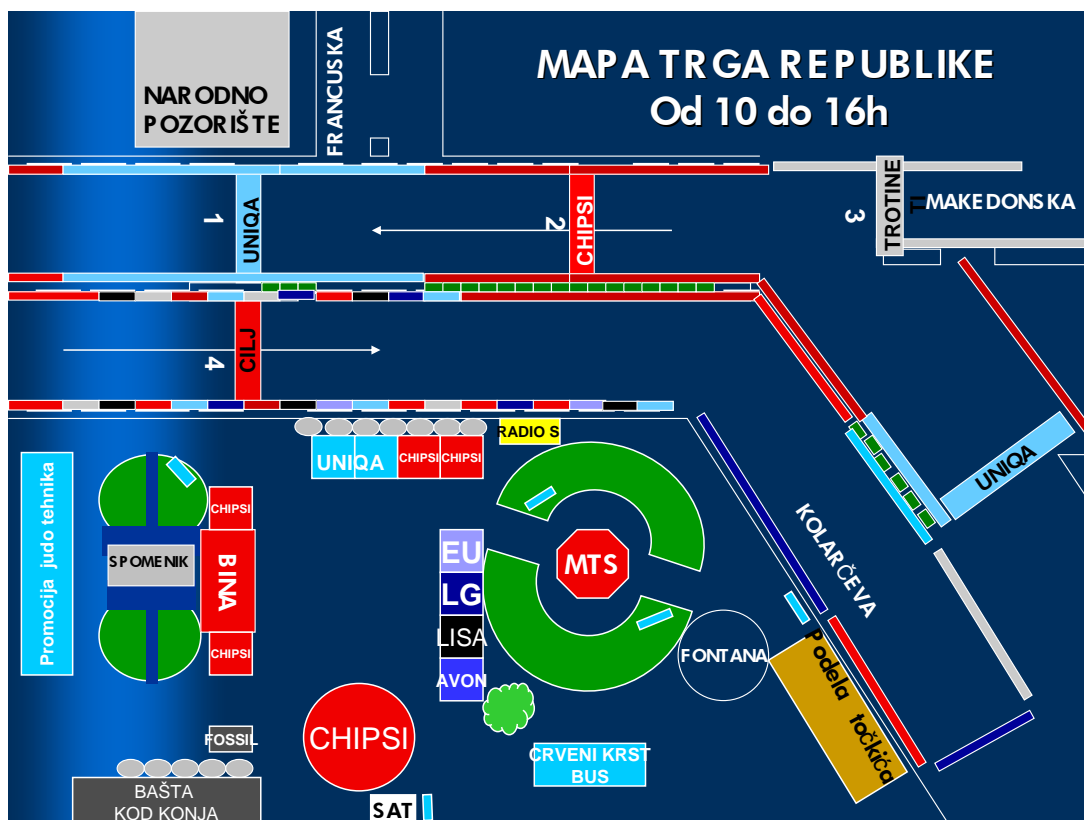 MAPA TRGA REPUBLIKE
Od 10 do 16h
NARODNO
POZORIŠTE
FRANCUSKA
1
UNIQA
2
CHIPSI
3
TROTINE
TI
MAKEDONSKA
4
CILJ
UNIQA
CHIPSI
CHIPSI
RADIO S
UNIQA
KOLARČEVA
Promocija judo tehnika
CHIPSI
SPOMENIK
BINA
CHIPSI
EU
LG
LISA
AVON
MTS
FONTANA
Podela točkića
FOSSIL
CHIPSI
CRVENI KRST
BUS
BAŠTA
KOD KONJA
SAT